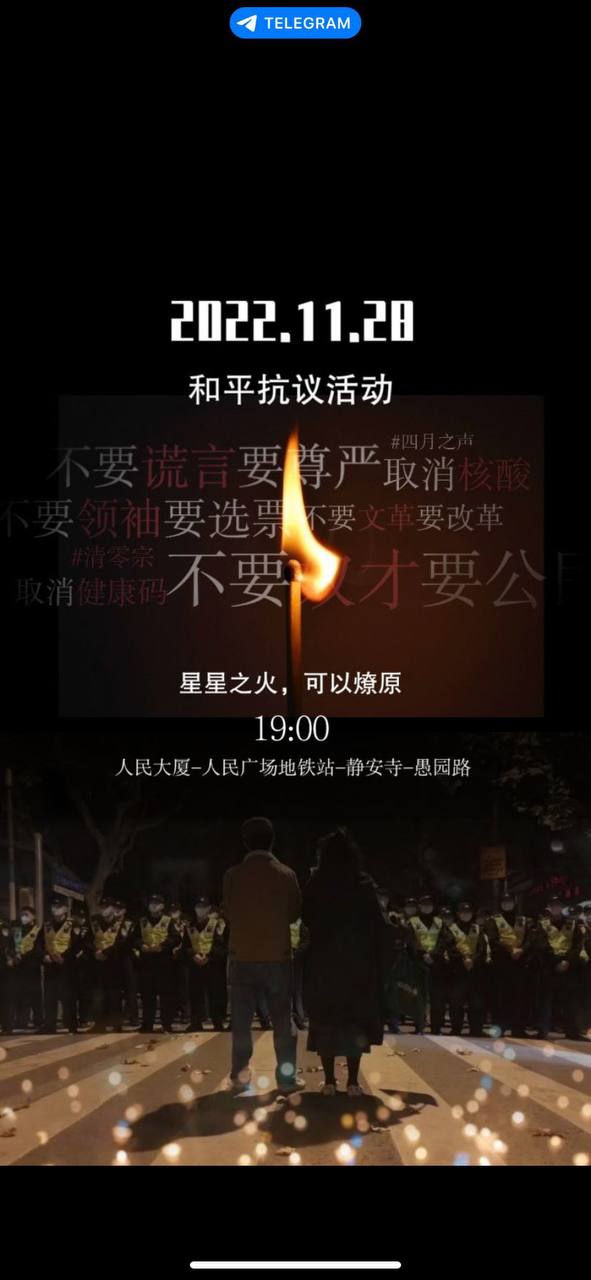 TELEGRAM
2022.11.28
和平抗议活动
#四月之声
不要谎言要尊严取消核酸
不要领袖要选票不要文革要改革
#清零宗
取消健康码不要奴才要公民
星星之火，可以燎原
19:00
人民大厦–人民广场地铁站–静安寺–愚园路